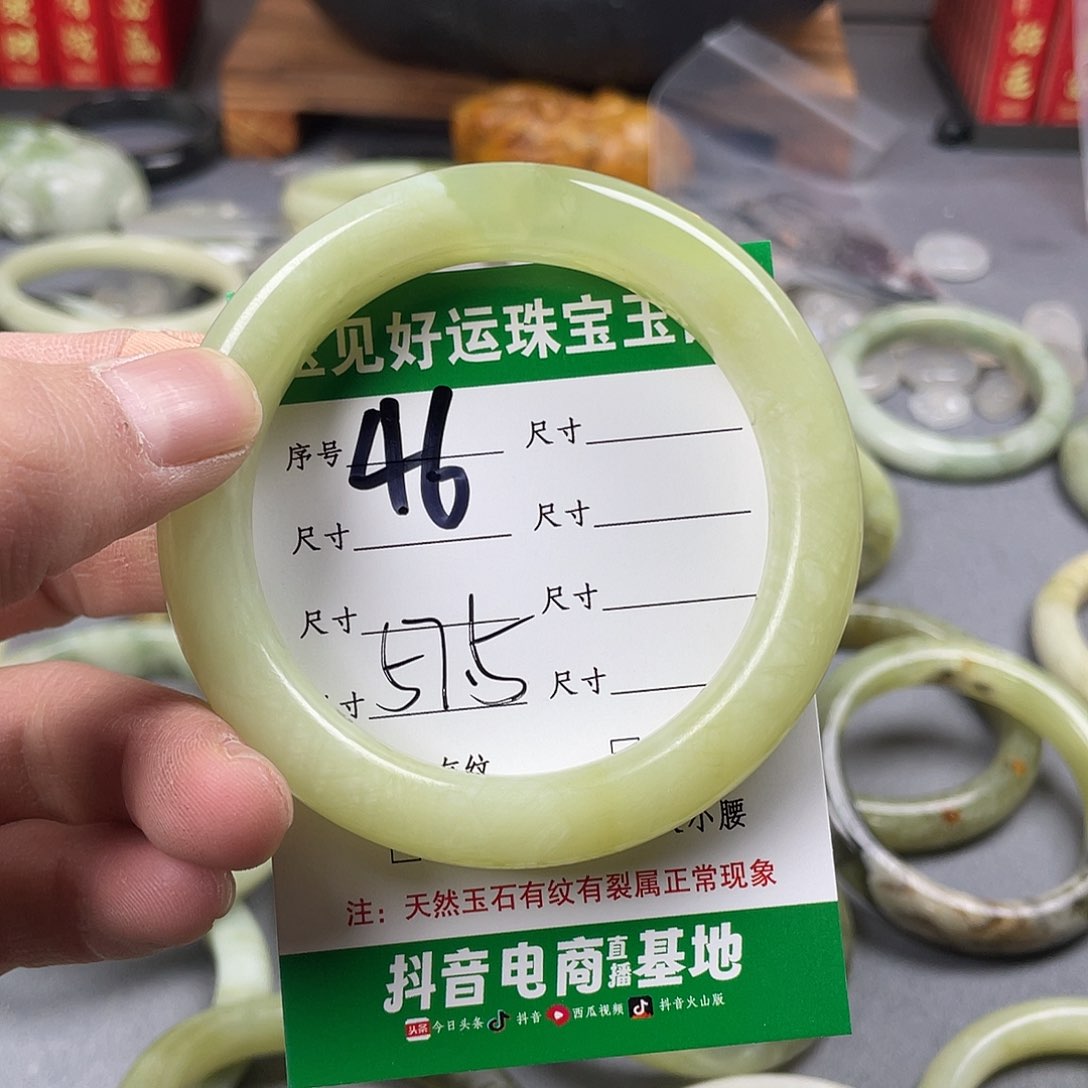 见好运珠宝玉
序号 46 尺寸
尺寸 尺寸
尺寸 57.5 尺寸
寸 尺寸
纹
小腰
注：天然玉石有纹有裂属正常现象
抖音电商直播基地
头条 今日头条 抖音 西瓜视频 抖音火山版